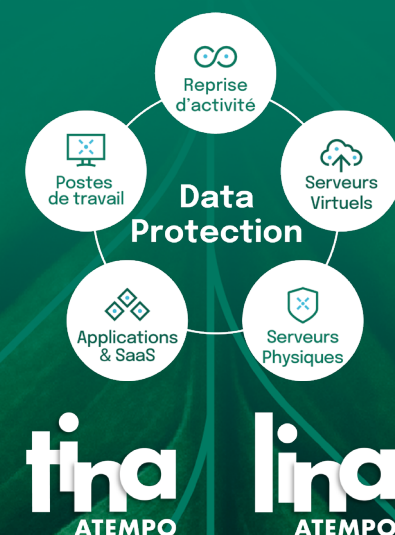 Reprise
d'activité
Postes
de travail
Serveurs
Virtuels
Data
Protection
Applications
& SaaS
Serveurs
Physiques
tina
ATEMPO
lina
ATEMPO